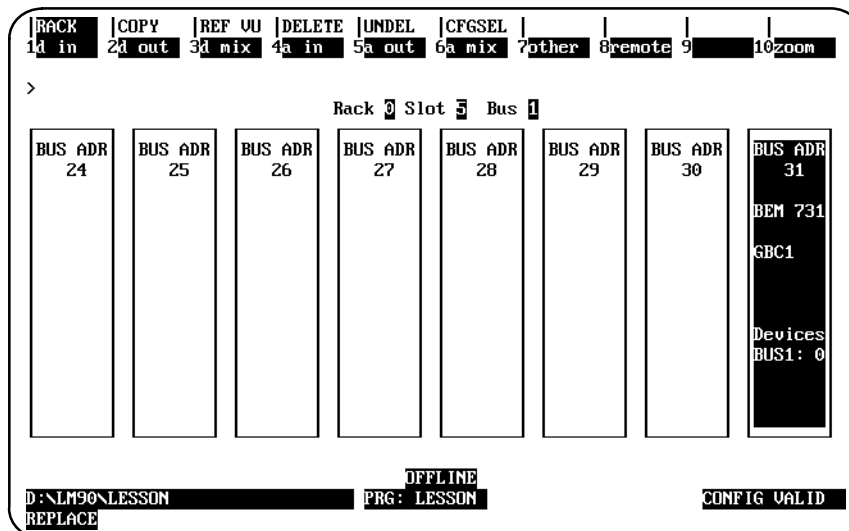 |RACK |COPY |REF VU |DELETE |UNDEL |CFGSEL | | | |
1d in 2d out 3d mix 4a in 5a out 6a mix 7other 8remote 9 10zoom
>
Rack 0 Slot 5 Bus 1
BUS ADR BUS ADR BUS ADR BUS ADR BUS ADR BUS ADR BUS ADR BUS ADR
24 25 26 27 28 29 30 31
BEM 731
GBC1
Devices
BUS1: 0
OFFLINE
D:\LM90\LESSON PRG: LESSON CONFIG VALID
REPLACE